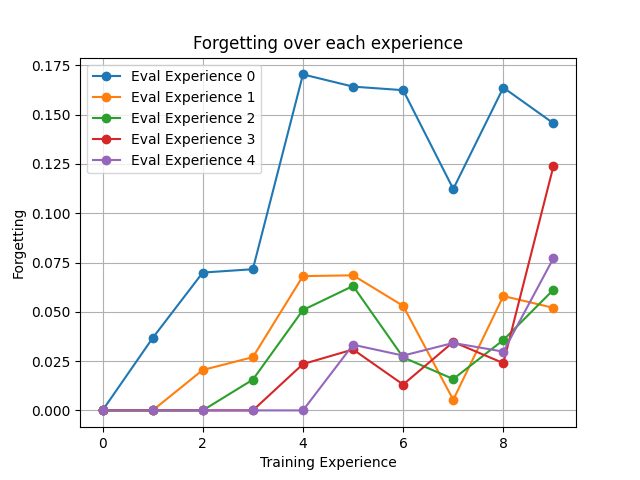 Forgetting over each experience
Eval Experience 0
Eval Experience 1
Eval Experience 2
Eval Experience 3
Eval Experience 4
Forgetting
0.175
0.150
0.125
0.100
0.075
0.050
0.025
0.000
0 2 4 6 8
Training Experience